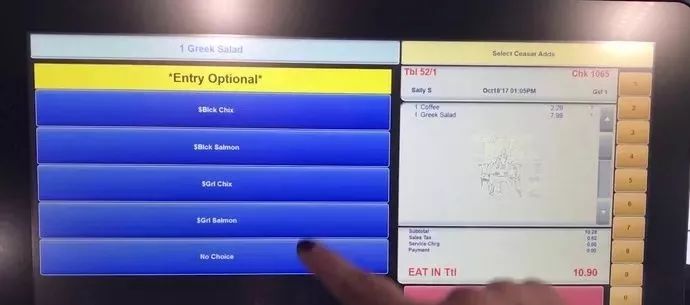 1 Greek Salad
Select Ceasar Adds
*Entry Optional*
$Blck Chix
$Blck Salmon
$Grl Chix
$Grl Salmon
No Choice
Tbl 52/1
Chk 1065
Sally S
Oct18'17 01:05PM
Gst 1
1 Coffee 2.29
1 Greek Salad 7.99
Subtotal 10.28
Sales Tax 0.62
Service Chrg 0.00
Payment 0.00
EAT IN Ttl 10.90
1
2
3
4
5
6
7
8
9